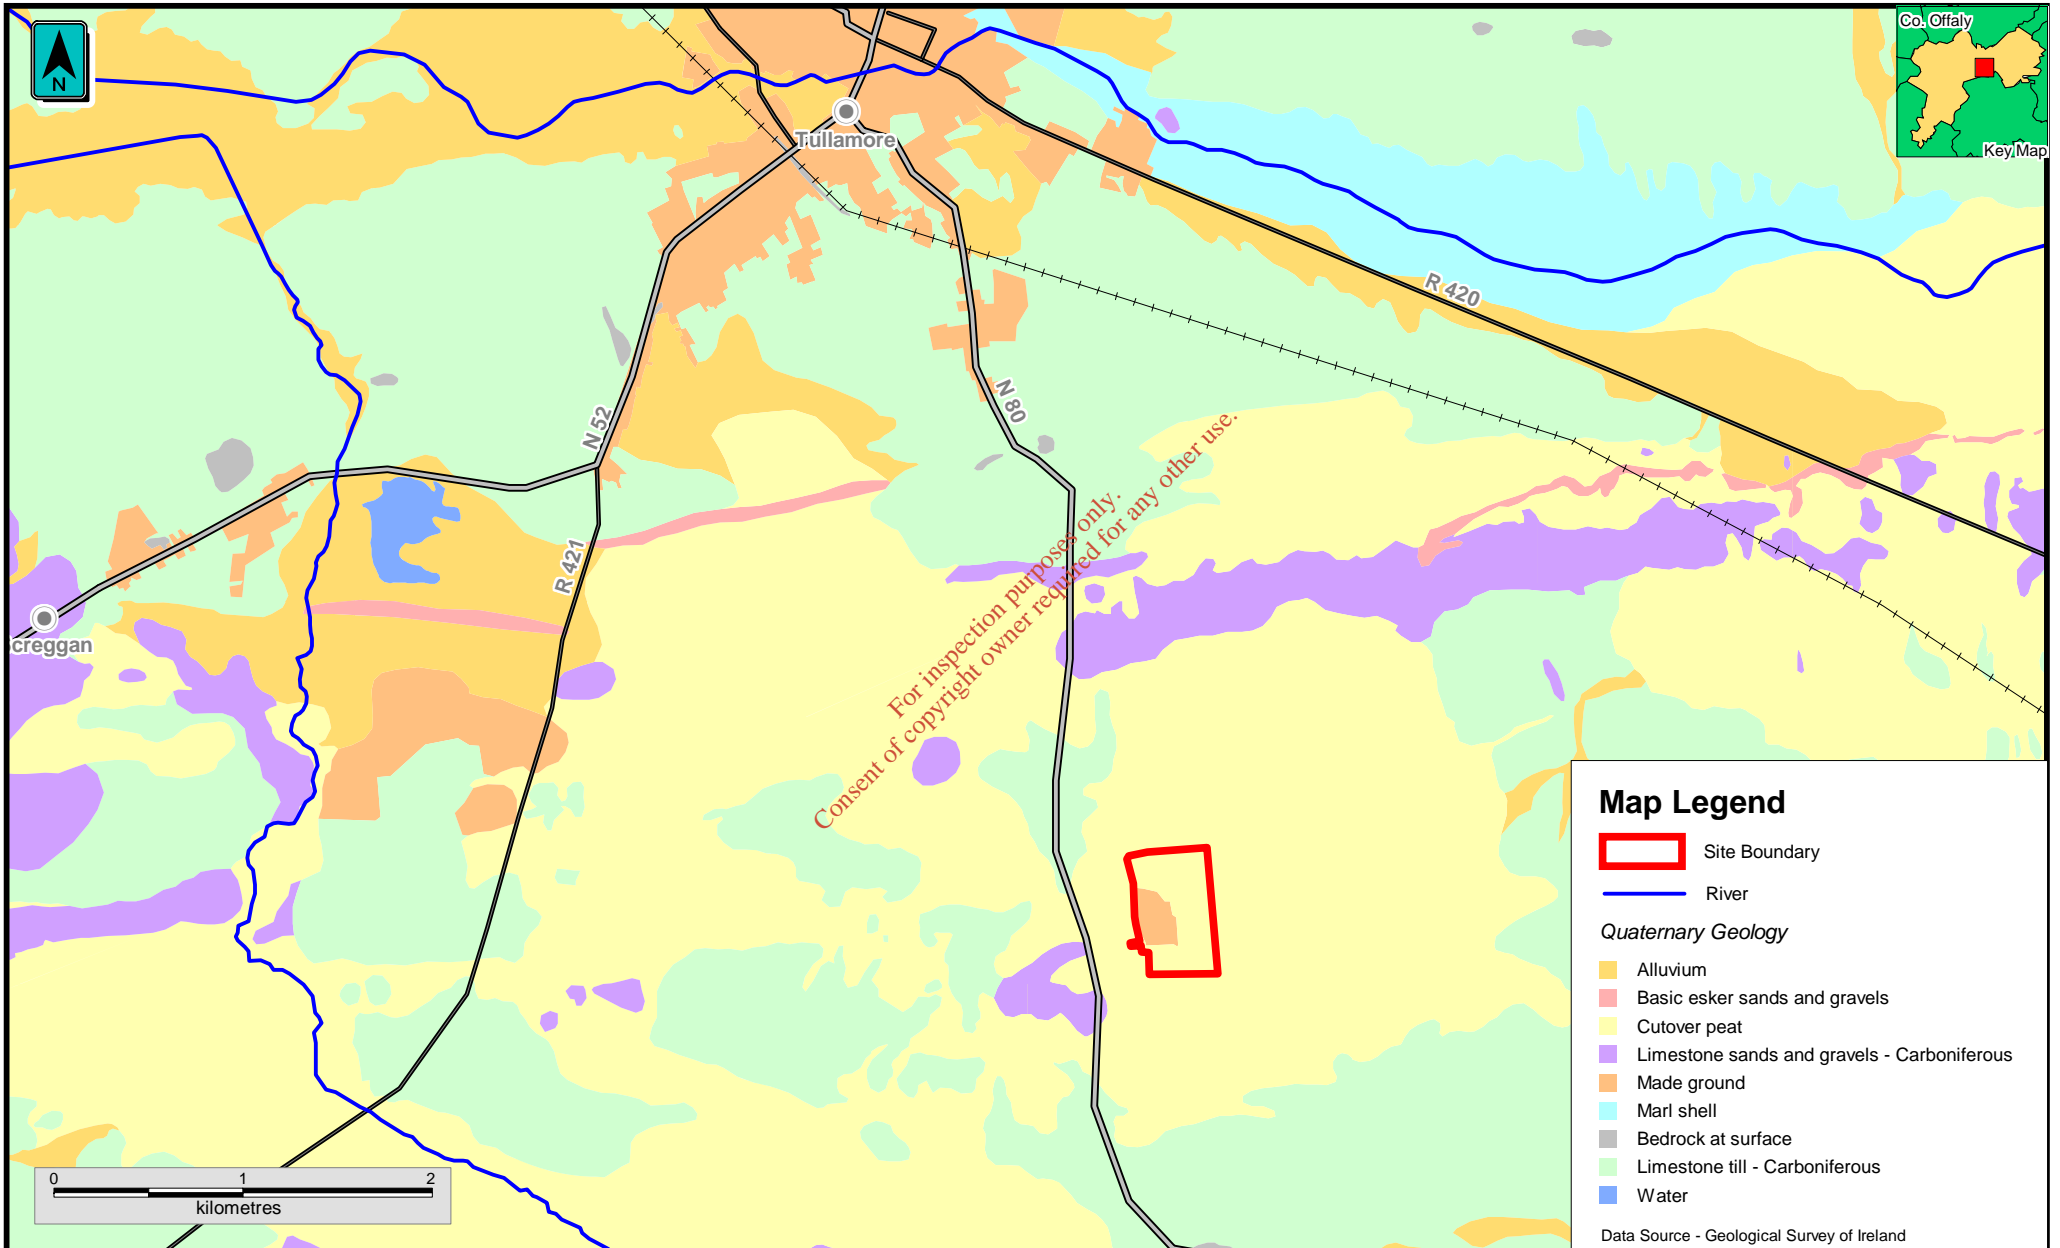 N
Co. Offaly
Key Map
Tullamore
R 420
N 80
N 52
R 421
creggan
For inspection purposes only.
Consent of copyright owner required for any other use.
Map Legend
Site Boundary
River
Quaternary Geology
Alluvium
Basic esker sands and gravels
Cutover peat
Limestone sands and gravels - Carboniferous
Made ground
Marl shell
Bedrock at surface
Limestone till - Carboniferous
Water
Data Source - Geological Survey of Ireland
0 1 2
kilometres